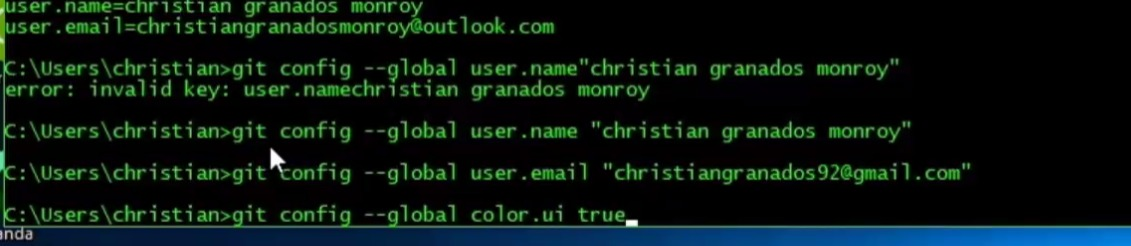 user.name=christian granados monroy
user.email=christiangranadosmonroy@outlook.com
C:\Users\christian>git config --global user.name"christian granados monroy"
error: invalid key: user.namechristian granados monroy
C:\Users\christian>git config --global user.name "christian granados monroy"
C:\Users\christian>git config --global user.email "christiangranados92@gmail.com"
C:\Users\christian>git config --global color.ui true
anda